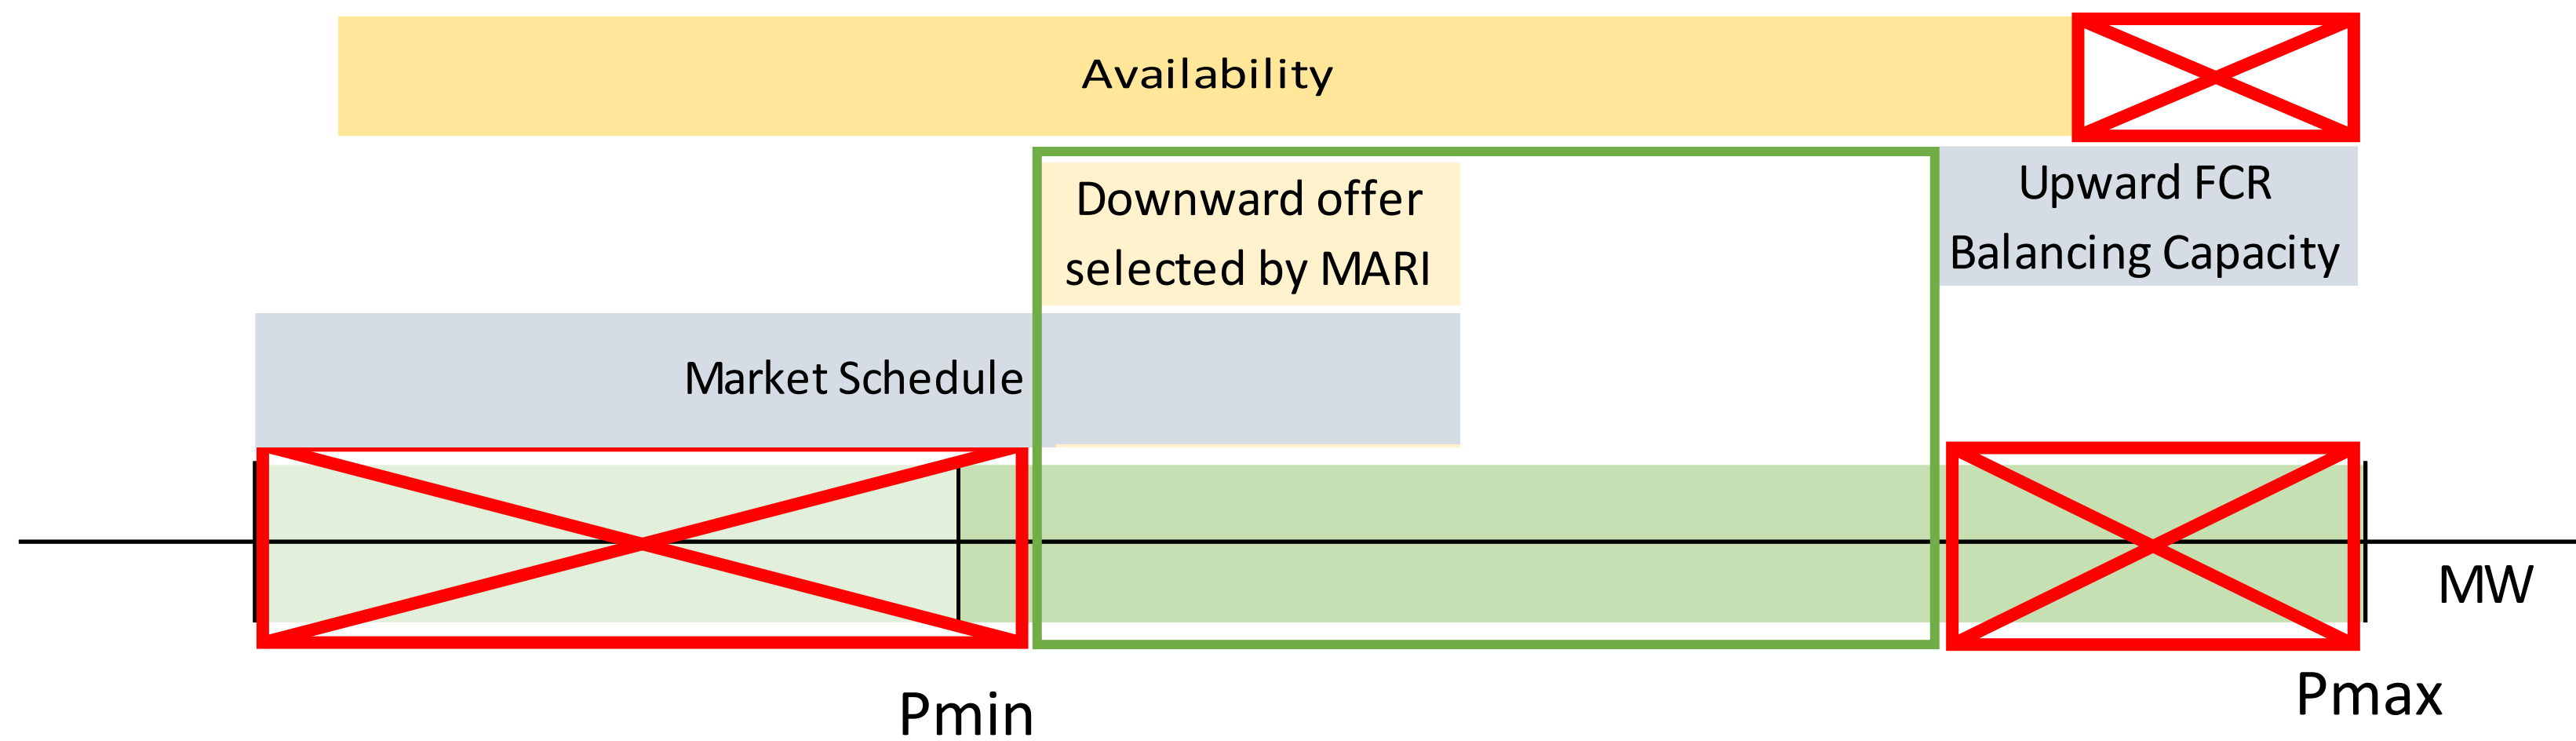 Availability
Downward offer
selected by MARI
Upward FCR
Balancing Capacity
Market Schedule
MW
Pmin
Pmax